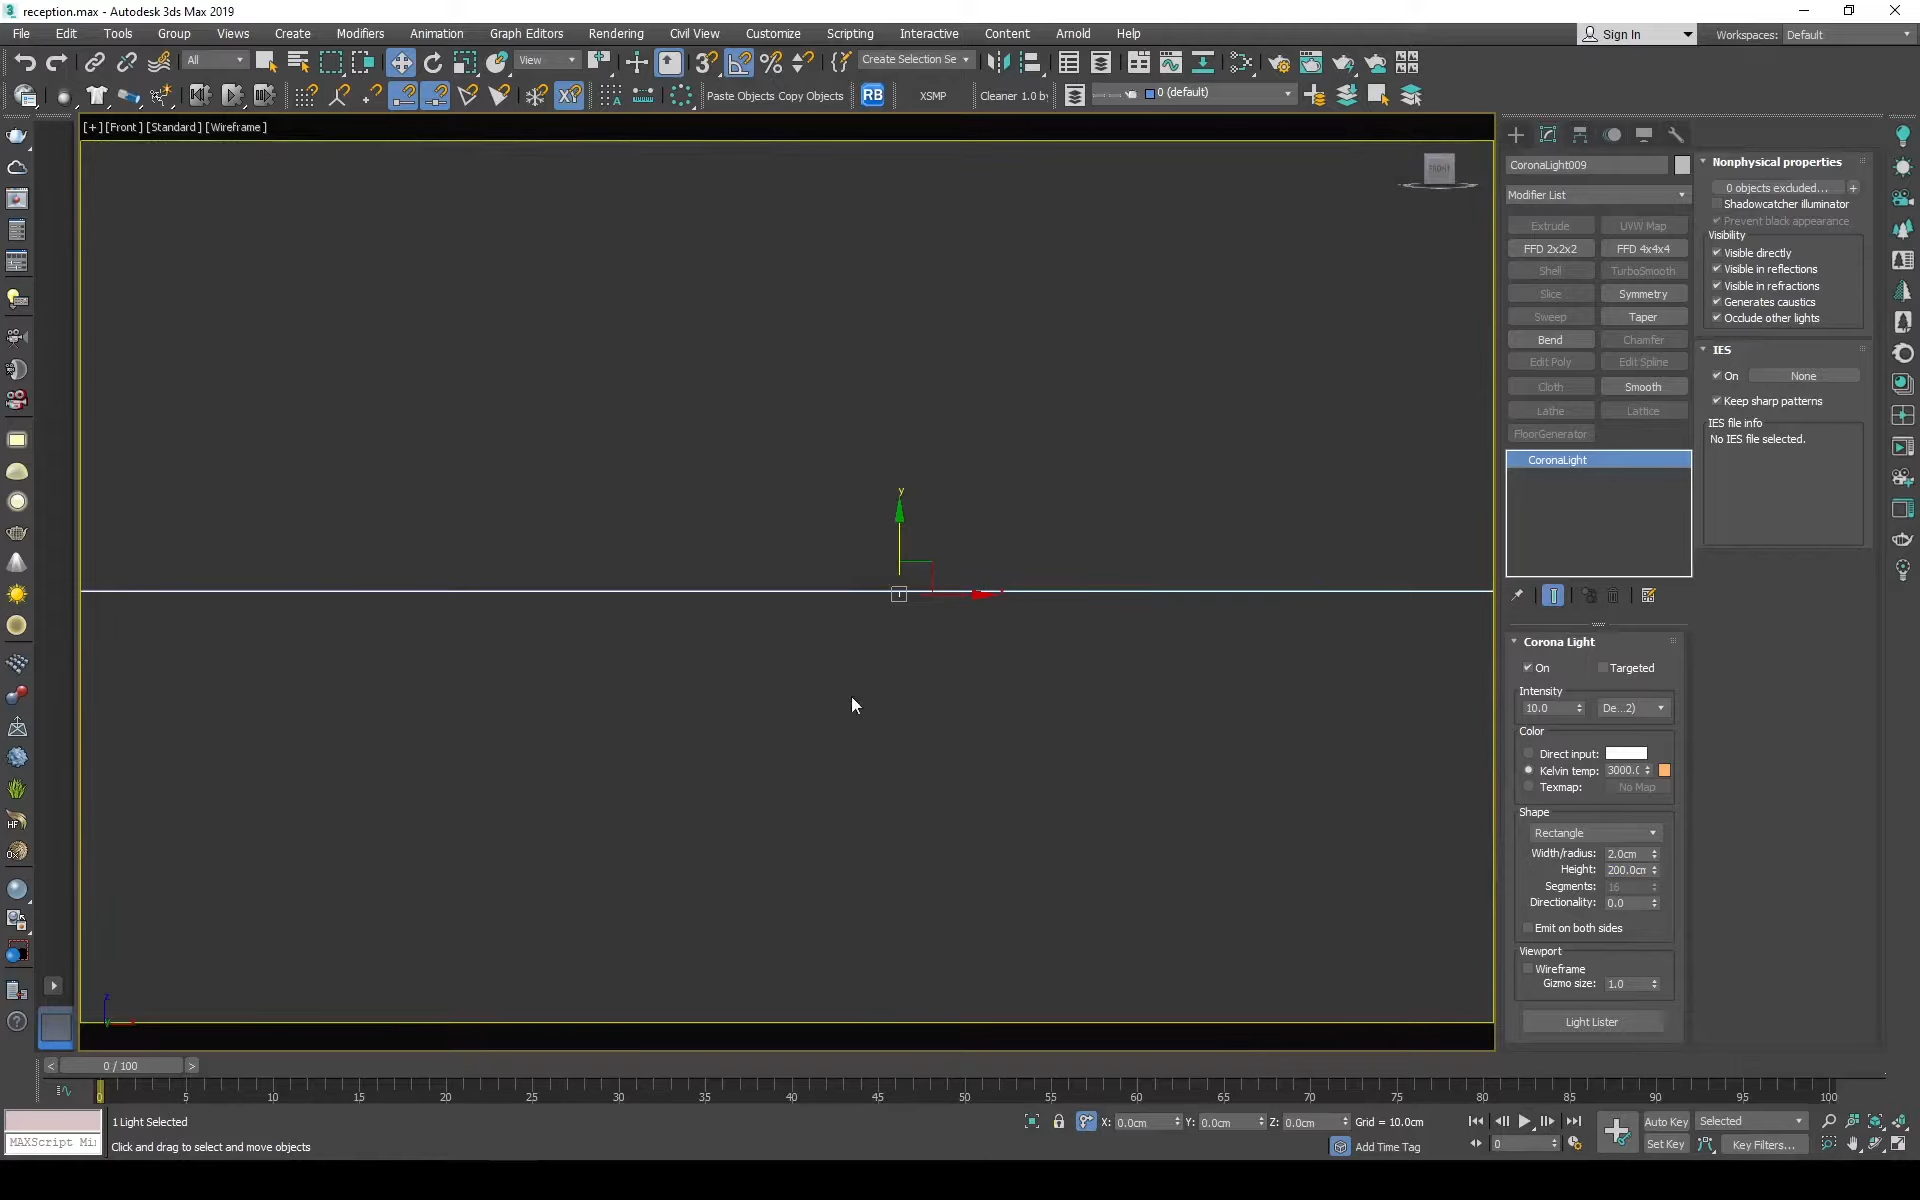 reception.max - Autodesk 3ds Max 2019
File Edit Tools Group Views Create Modifiers Animation Graph Editors Rendering Civil View Customize Scripting Interactive Content Arnold Help
Sign In
Workspaces: Default
All
View
3
Create Selection Se
Paste Objects Copy Objects
RB
XSMP
Cleaner 1.0 by
0 (default)
XY
[+] [Front] [Standard] [Wireframe]
FRONT
y
z
CoronaLight009
Modifier List
Extrude UVW Map
FFD 2x2x2 FFD 4x4x4
Shell TurboSmooth
Slice Symmetry
Sweep Taper
Bend Chamfer
Edit Poly Edit Spline
Cloth Smooth
Lathe Lattice
FloorGenerator
CoronaLight
Corona Light
On Targeted
Intensity
10.0 De...2)
Color
Direct input:
Kelvin temp: 3000.(
Texmap: No Map
Shape
Rectangle
Width/radius: 2.0cm
Height: 200.0cm
Segments: 16
Directionality: 0.0
Emit on both sides
Viewport
Wireframe
Gizmo size: 1.0
Light Lister
Nonphysical properties
0 objects excluded... +
Shadowcatcher illuminator
Prevent black appearance
Visibility
Visible directly
Visible in reflections
Visible in refractions
Generates caustics
Occlude other lights
IES
On None
Keep sharp patterns
IES file info
No IES file selected.
HF
< 0 / 100 >
0 5 10 15 20 25 30 35 40 45 50 55 60 65 70 75 80 85 90 95 100
1 Light Selected
MAXScript Mi
Click and drag to select and move objects
X: 0.0cm Y: 0.0cm Z: 0.0cm Grid = 10.0cm
Add Time Tag
0
Auto Key Selected
Set Key Key Filters...